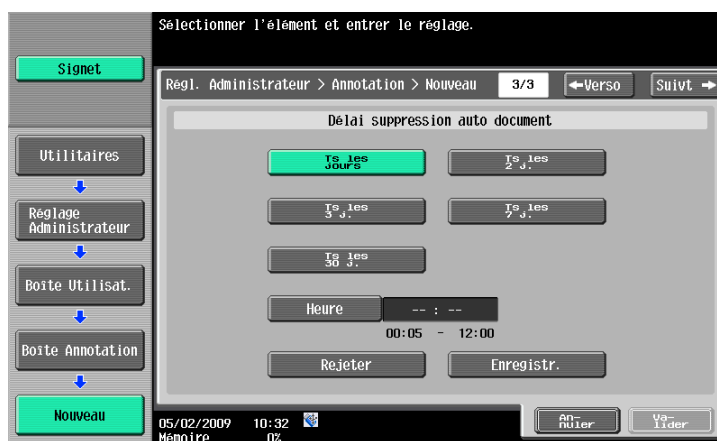 Sélectionner l'élément et entrer le réglage.
Signet
Régl. Administrateur > Annotation > Nouveau 3/3 ←Verso Suivt →
Délai suppression auto document
Utilitaires
Réglage
Administrateur
Boîte Utilisat.
Boîte Annotation
Nouveau
Ts les
Jours
Ts les
2 J.
Ts les
3 J.
Ts les
7 J.
Ts les
30 J.
Heure -- : --
00:05 - 12:00
Rejeter Enregistr.
05/02/2009 10:32
Mémoire 0%
An-
nuler
Va-
lider